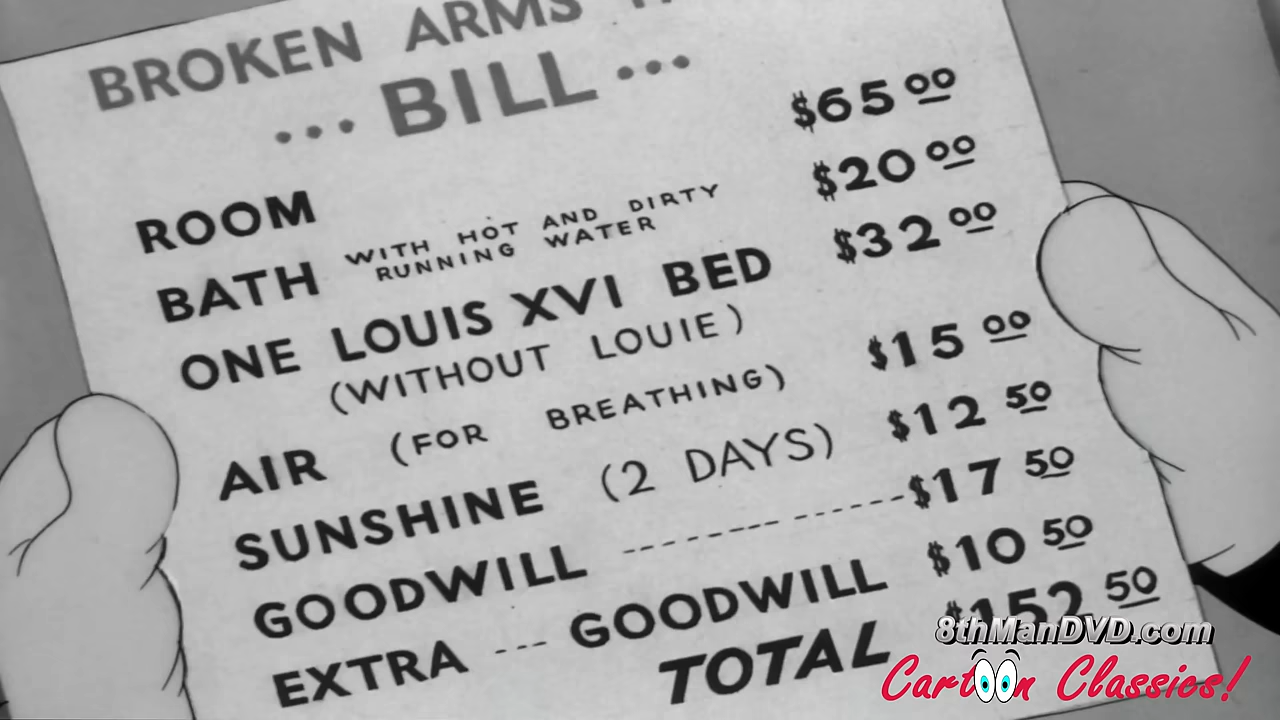 BROKEN ARMS
... BILL ...
ROOM $65 00
BATH WITH HOT AND DIRTY RUNNING WATER $20 00
ONE LOUIS XVI BED $32 00
(WITHOUT LOUIE)
AIR (FOR BREATHING) $15 00
SUNSHINE (2 DAYS) $12 50
GOODWILL ---------- $17 50
EXTRA --- GOODWILL $10 50
TOTAL $152 50
8thManDVD.com
Cartoon Classics!